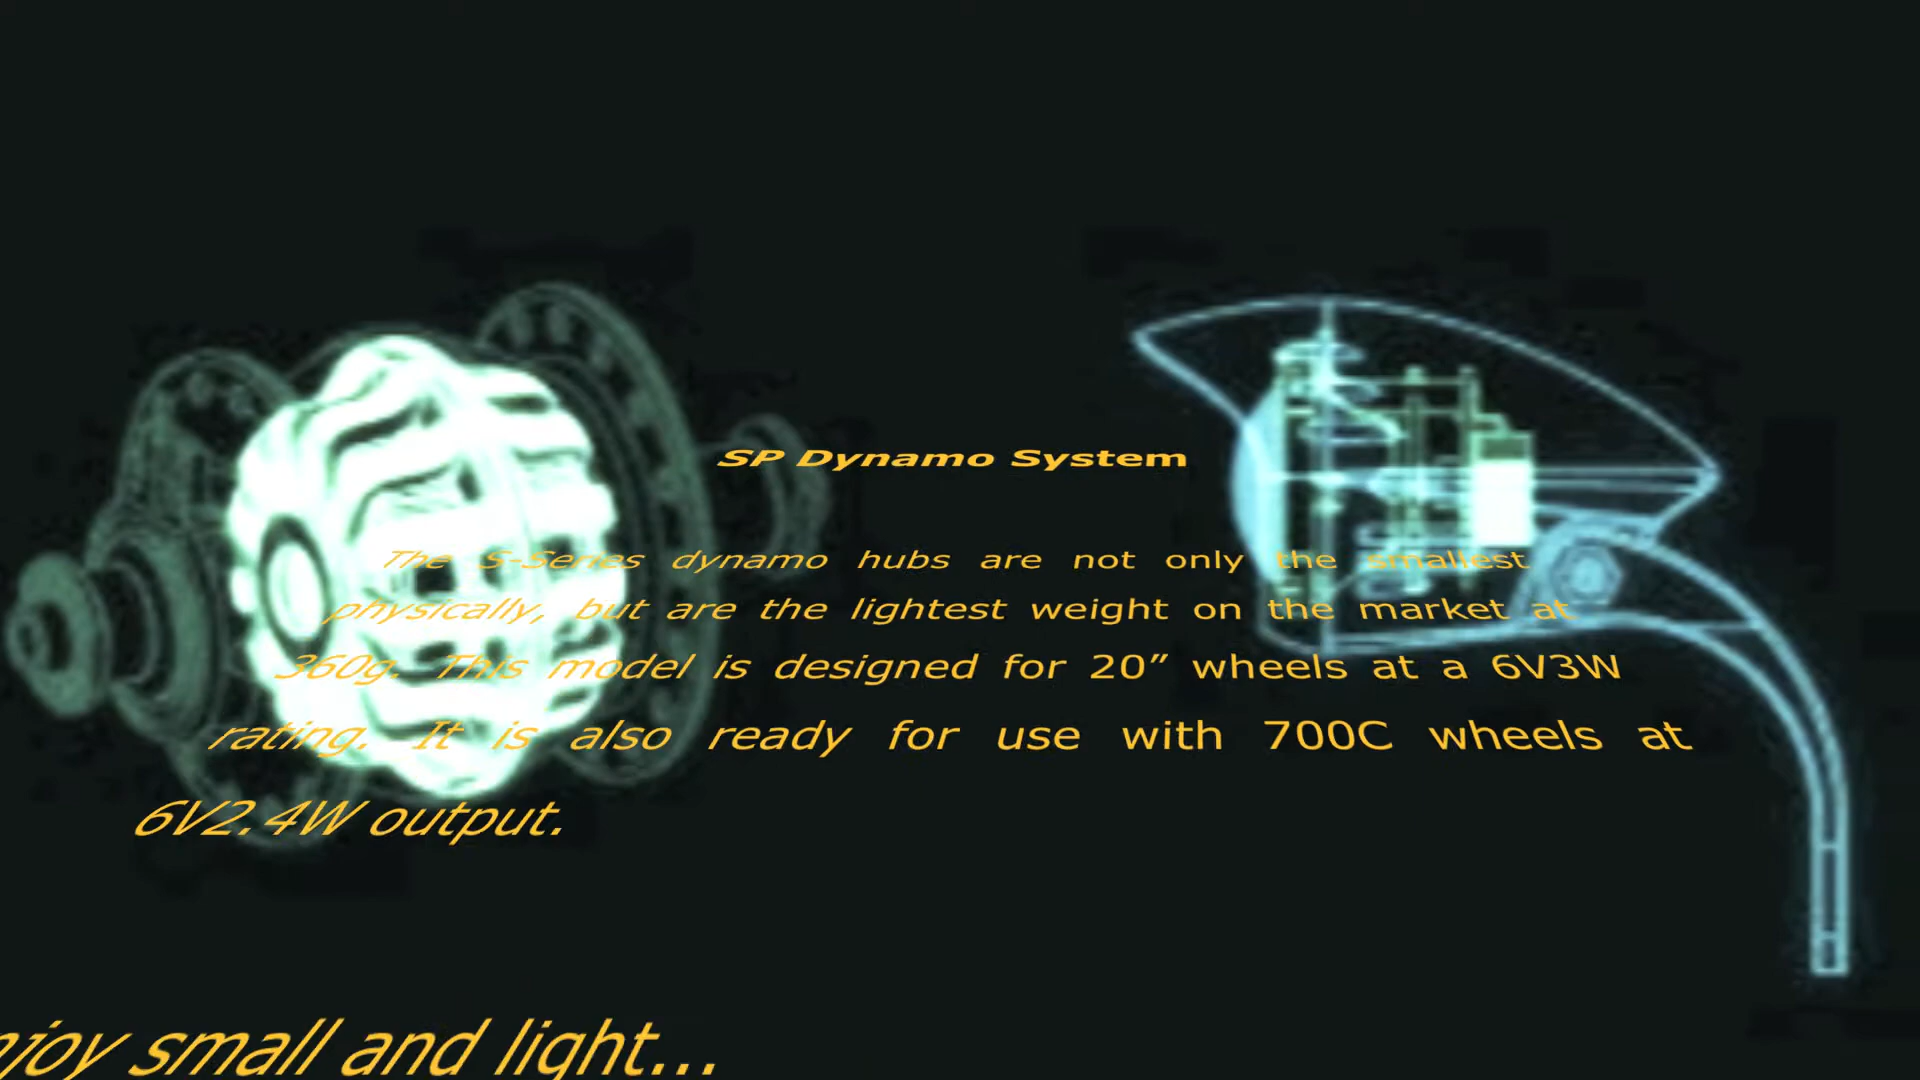 SP Dynamo System
The S-Series dynamo hubs are not only the smallest
physically, but are the lightest weight on the market at
360g. This model is designed for 20” wheels at a 6V3W
rating. It is also ready for use with 700C wheels at
6V2.4W output.
njoy small and light...